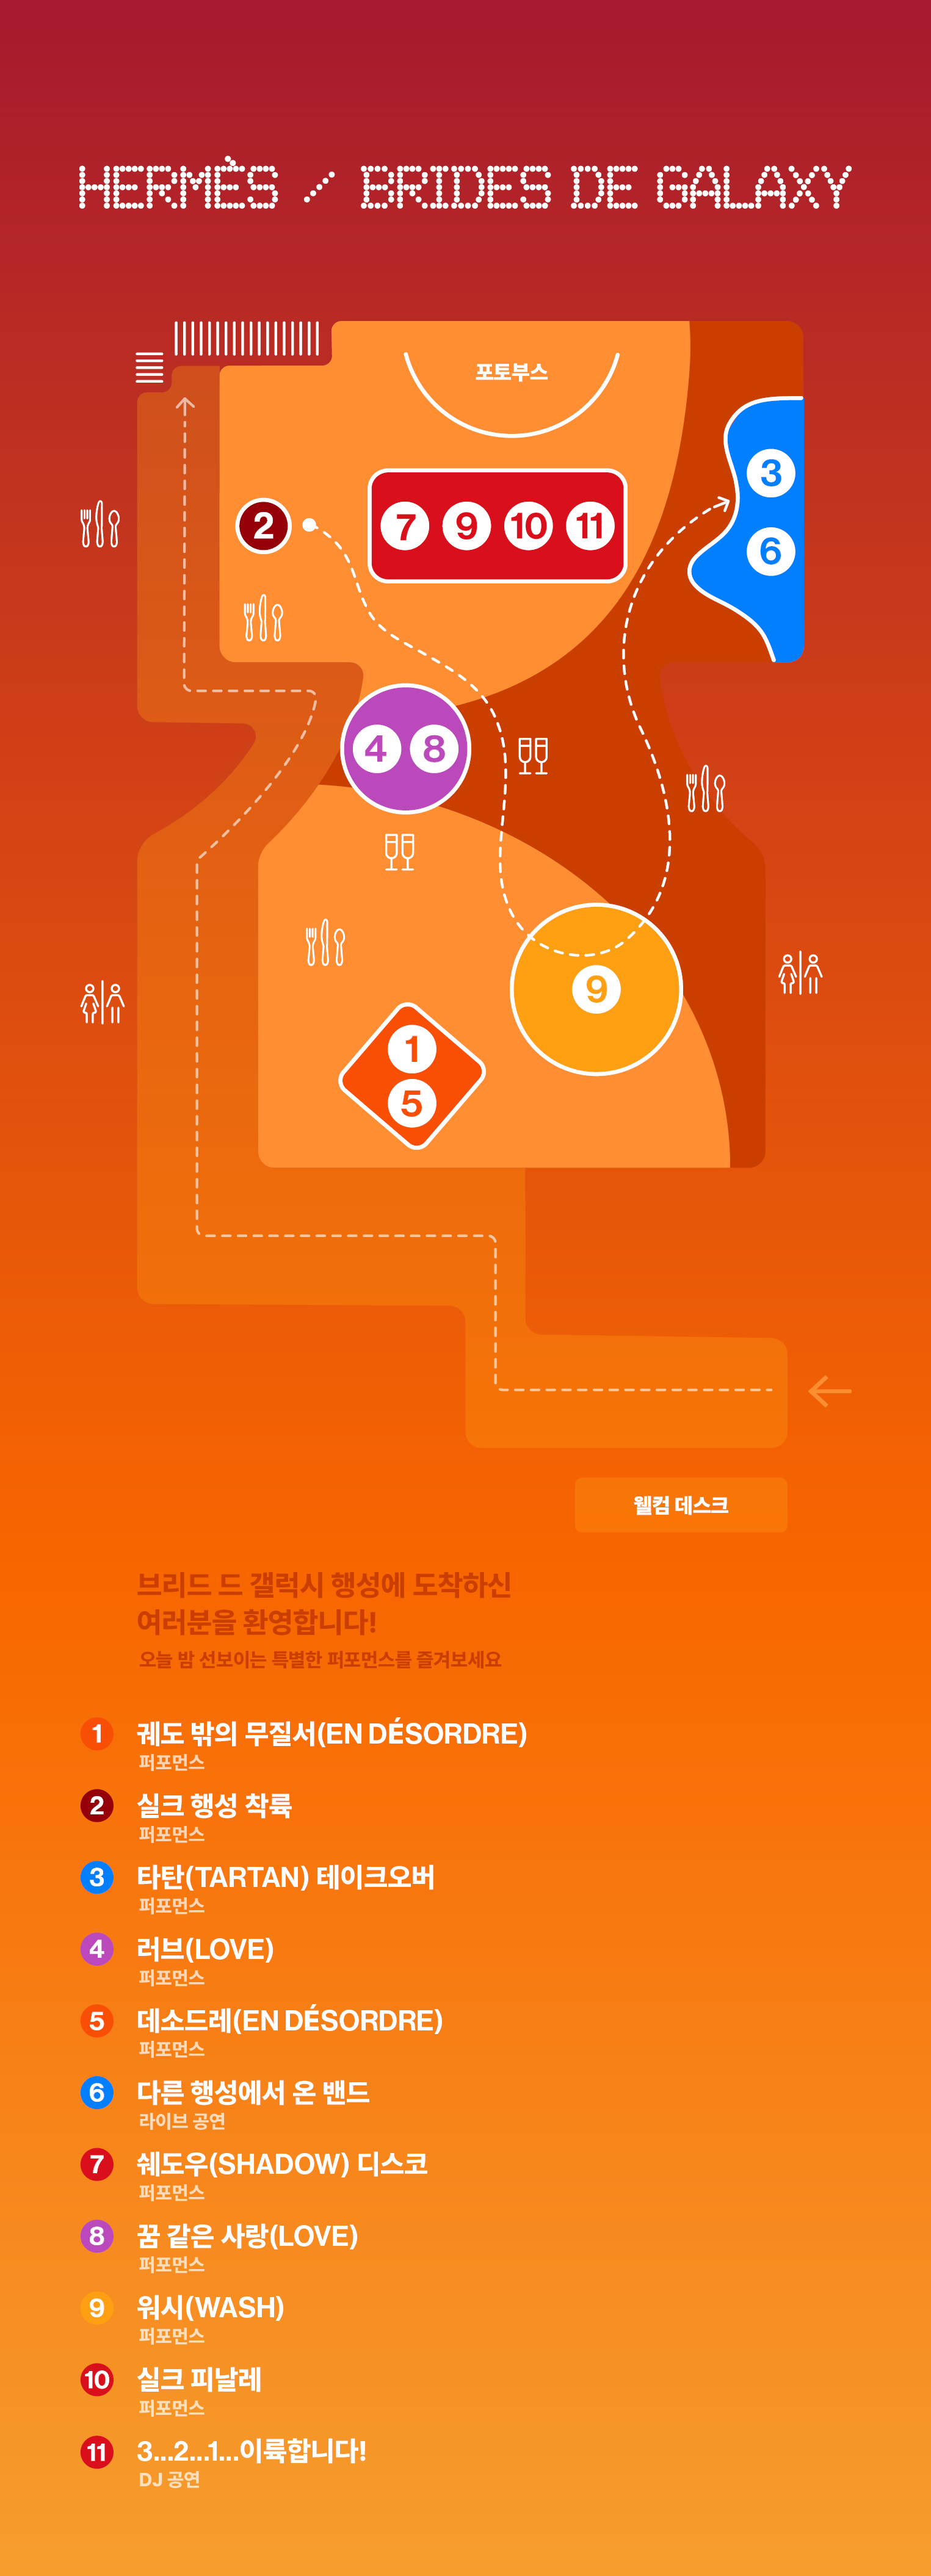 HERMÈS / BRIDES DE GALAXY
포토부스
3
2
7 9 10 11
6
4 8
9
1
5
웰컴 데스크
브리드 드 갤럭시 행성에 도착하신
여러분을 환영합니다!
오늘 밤 선보이는 특별한 퍼포먼스를 즐겨보세요
1 궤도 밖의 무질서(EN DÉSORDRE)
퍼포먼스
2 실크 행성 착륙
퍼포먼스
3 타탄(TARTAN) 테이크오버
퍼포먼스
4 러브(LOVE)
퍼포먼스
5 데소드레(EN DÉSORDRE)
퍼포먼스
6 다른 행성에서 온 밴드
라이브 공연
7 쉐도우(SHADOW) 디스코
퍼포먼스
8 꿈 같은 사랑(LOVE)
퍼포먼스
9 워시(WASH)
퍼포먼스
10 실크 피날레
퍼포먼스
11 3...2...1...이륙합니다!
DJ 공연